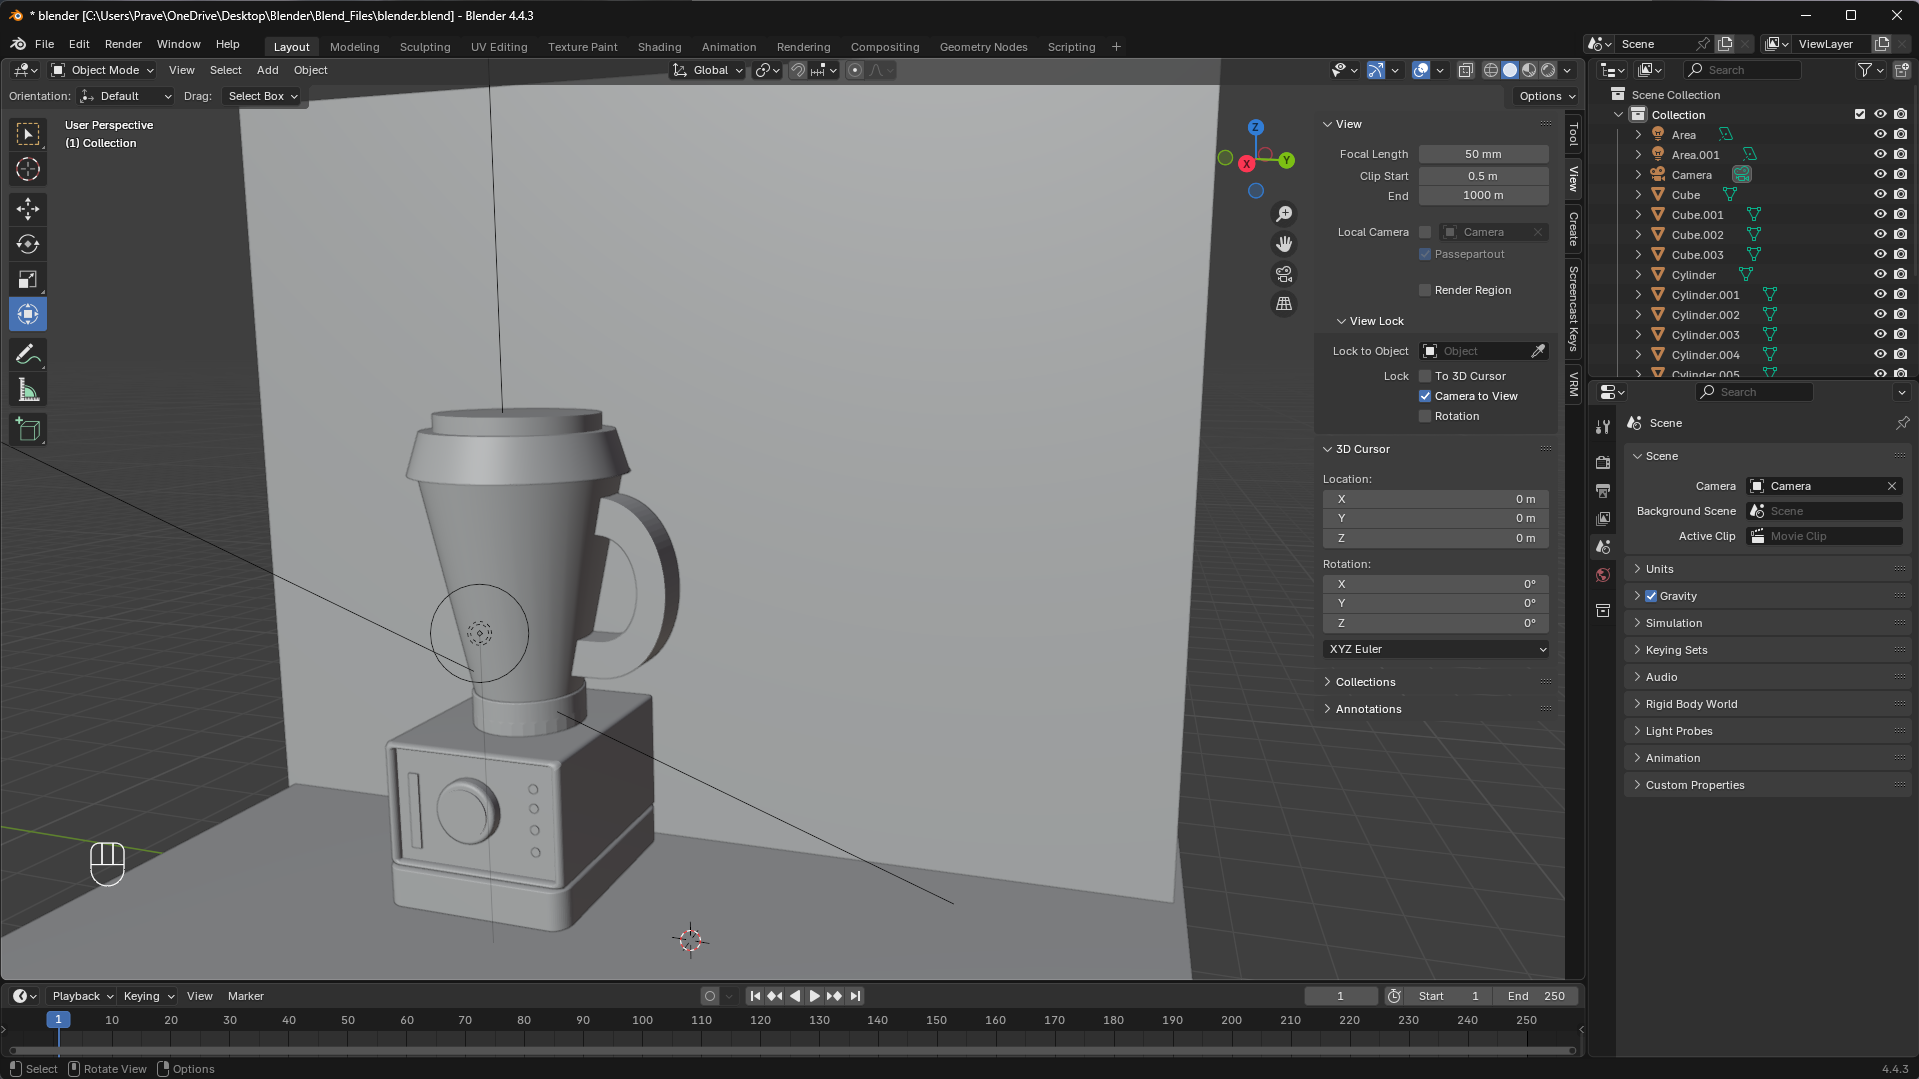 * blender [C:\Users\Prave\OneDrive\Desktop\Blender\Blend_Files\blender.blend] - Blender 4.4.3
File Edit Render Window Help Layout Modeling Sculpting UV Editing Texture Paint Shading Animation Rendering Compositing Geometry Nodes Scripting + Scene ViewLayer
Object Mode View Select Add Object Global Search
Orientation: Default Drag: Select Box Options
User Perspective
(1) Collection
Z
X
Y
View
Focal Length 50 mm
Clip Start 0.5 m
End 1000 m
Local Camera Camera
Passepartout
Render Region
View Lock
Lock to Object Object
Lock To 3D Cursor
Camera to View
Rotation
3D Cursor
Location:
X 0 m
Y 0 m
Z 0 m
Rotation:
X 0°
Y 0°
Z 0°
XYZ Euler
Collections
Annotations
Tool
View
Create
Screencast Keys
VRM
Scene Collection
Collection
Area
Area.001
Camera
Cube
Cube.001
Cube.002
Cube.003
Cylinder
Cylinder.001
Cylinder.002
Cylinder.003
Cylinder.004
Cylinder.005
Search
Scene
Scene
Camera Camera
Background Scene Scene
Active Clip Movie Clip
Units
Gravity
Simulation
Keying Sets
Audio
Rigid Body World
Light Probes
Animation
Custom Properties
Playback Keying View Marker 1 Start 1 End 250
1 10 20 30 40 50 60 70 80 90 100 110 120 130 140 150 160 170 180 190 200 210 220 230 240 250
Select Rotate View Options 4.4.3